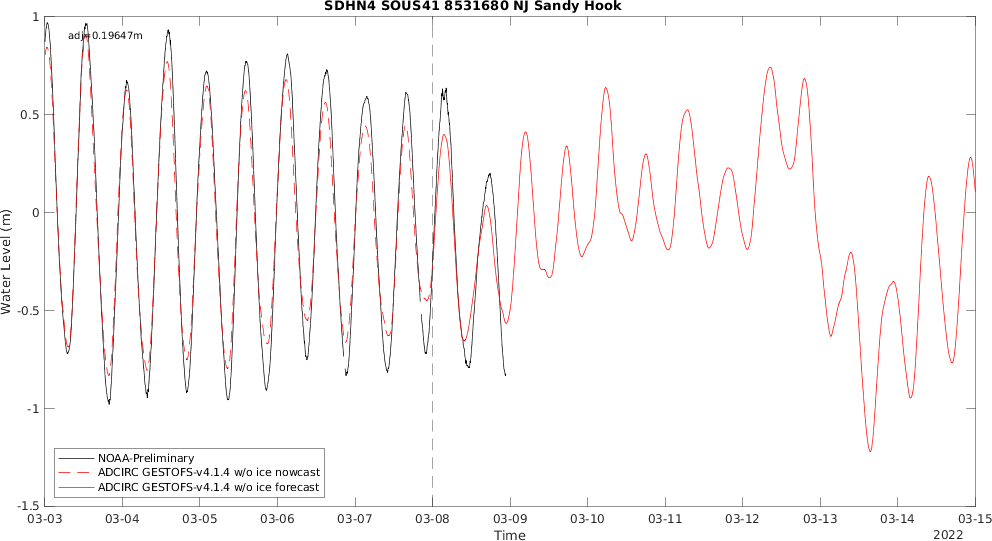 SDHN4 SOUS41 8531680 NJ Sandy Hook
adj=0.19647m
1
0.5
0
-0.5
-1
-1.5
Water Level (m)
NOAA-Preliminary
ADCIRC GESTOFS-v4.1.4 w/o ice nowcast
ADCIRC GESTOFS-v4.1.4 w/o ice forecast
03-03 03-04 03-05 03-06 03-07 03-08 03-09 03-10 03-11 03-12 03-13 03-14 03-15
Time
2022